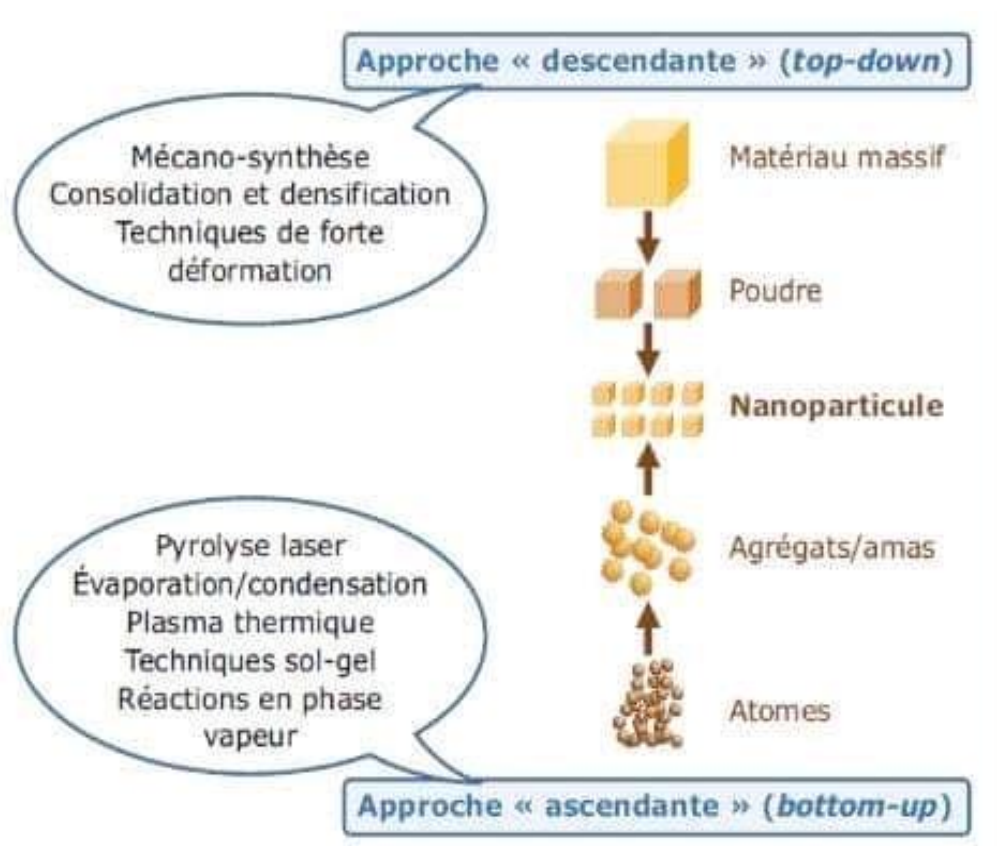 Approche « descendante » (top-down)
Mécano-synthèse
Consolidation et densification
Techniques de forte
déformation
Matériau massif
Poudre
Nanoparticule
Agrégats/amas
Atomes
Pyrolyse laser
Évaporation/condensation
Plasma thermique
Techniques sol-gel
Réactions en phase
vapeur
Approche « ascendante » (bottom-up)